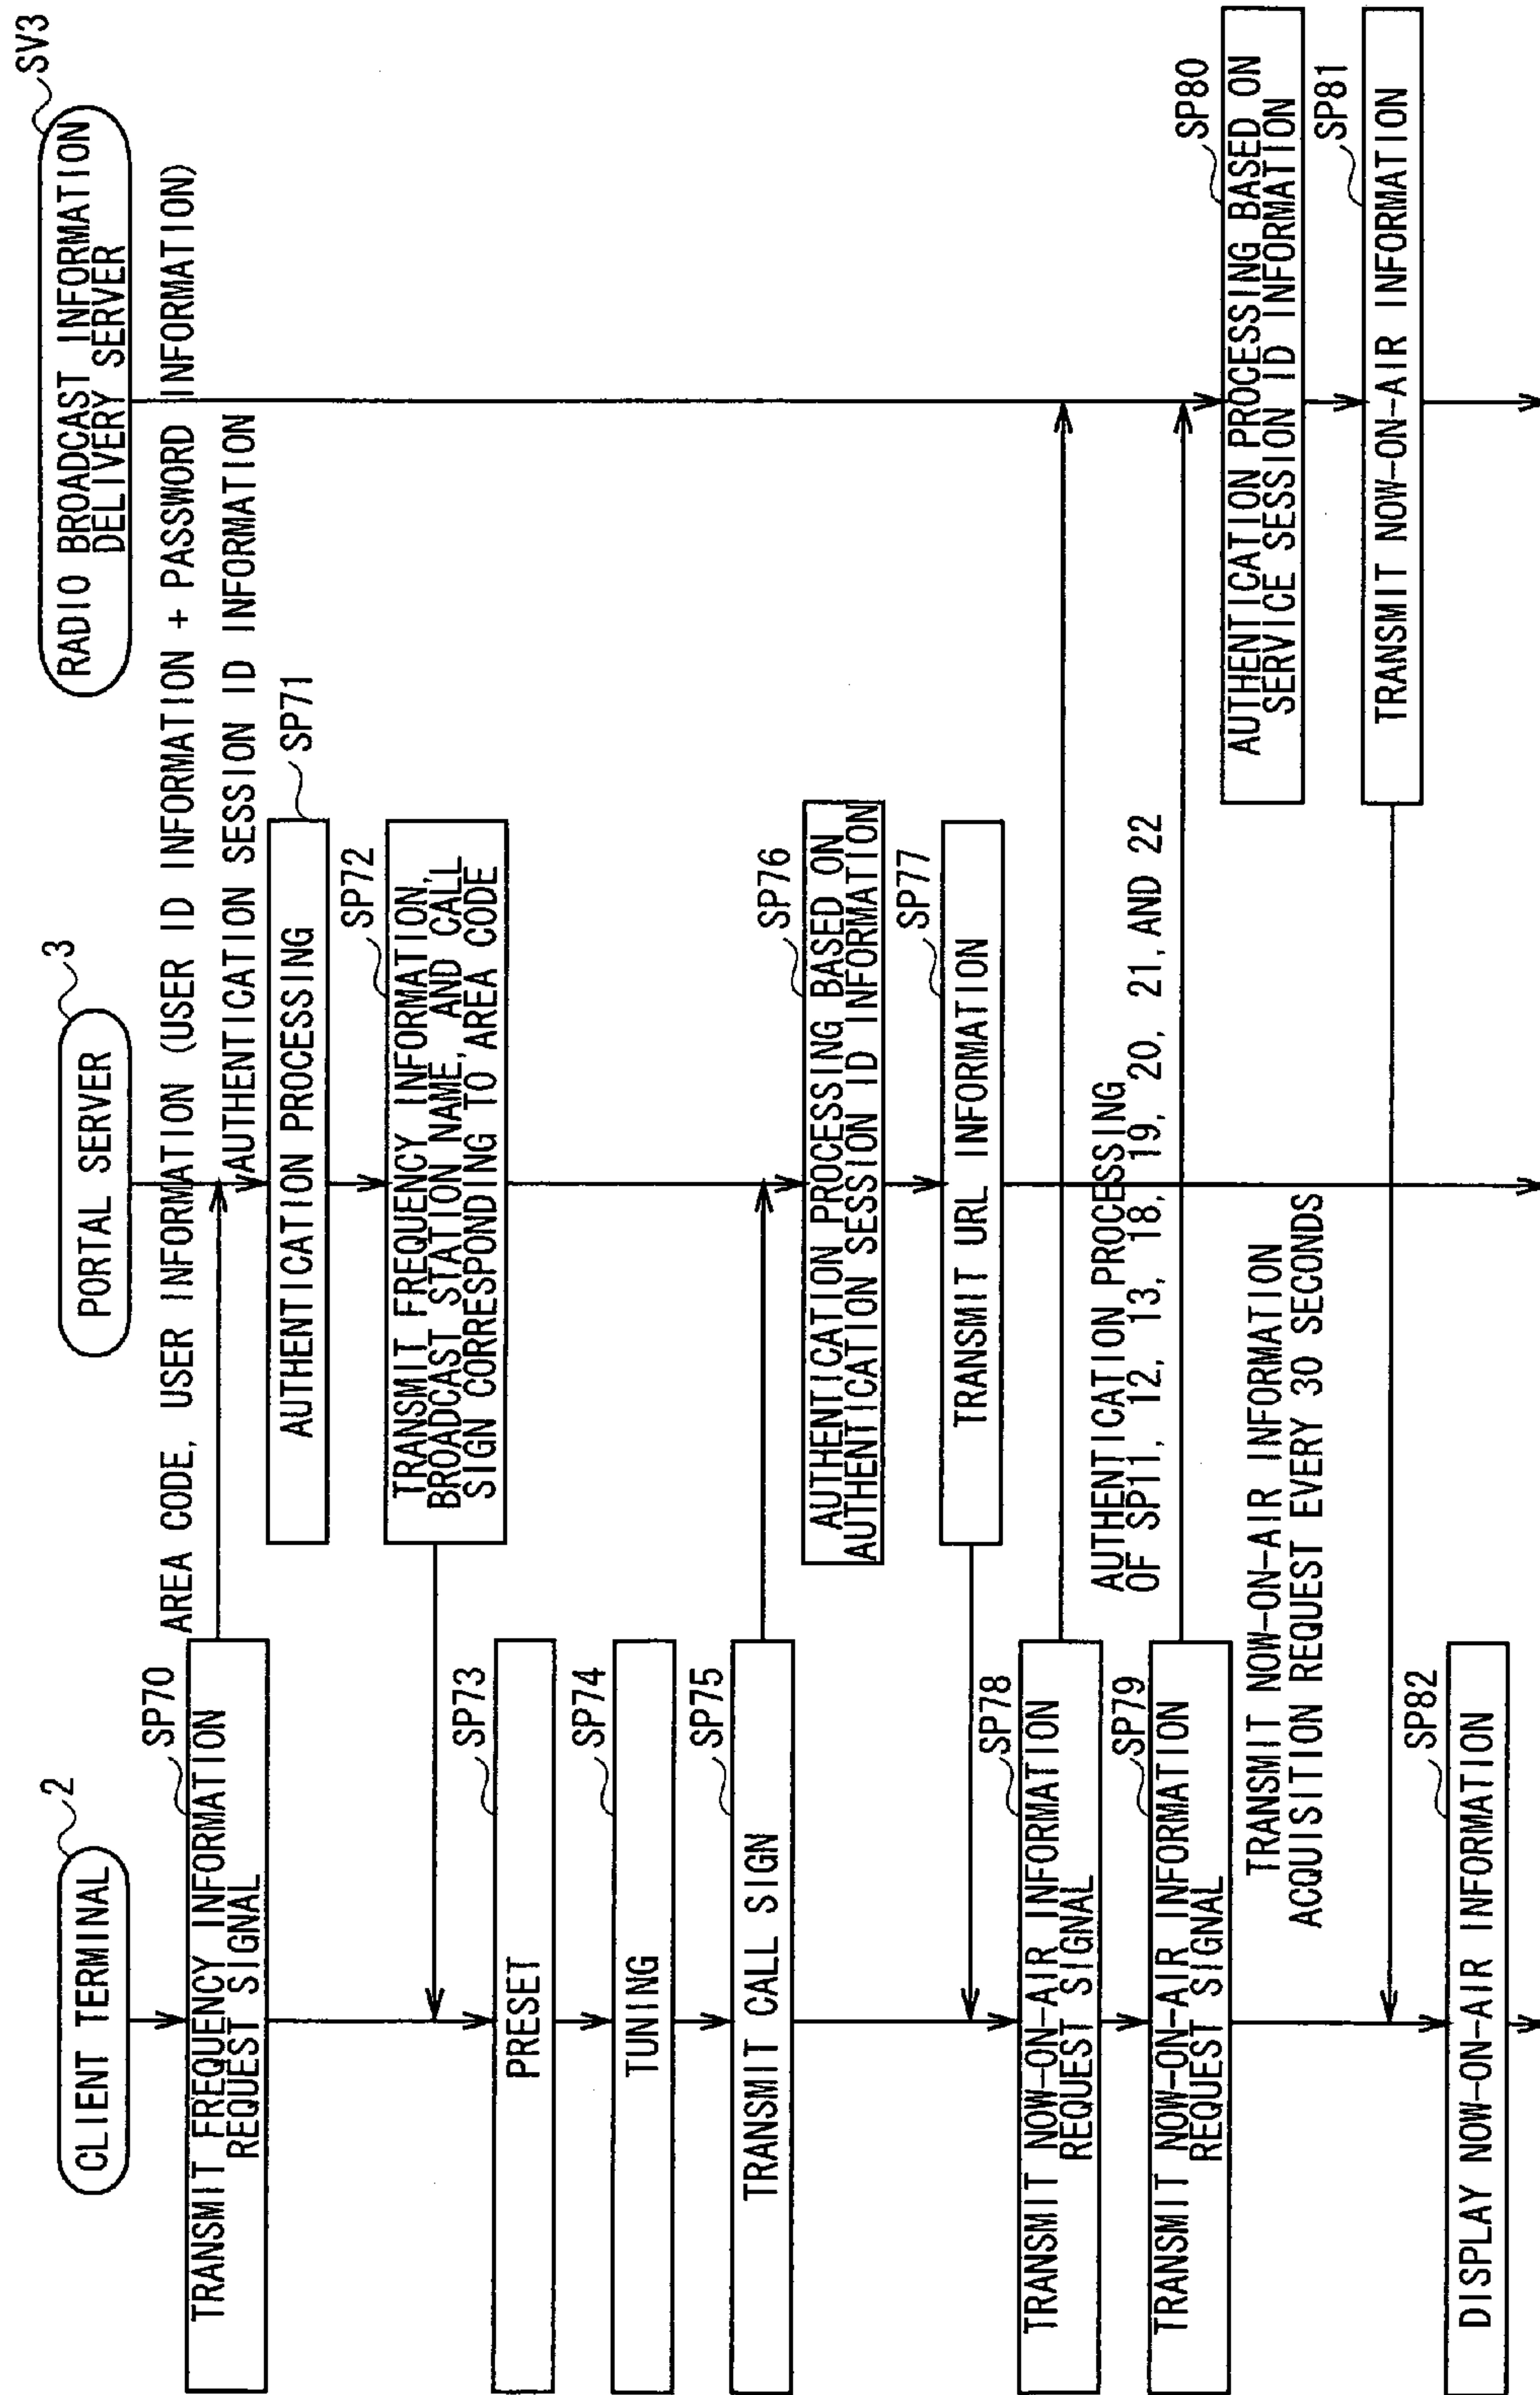 CLIENT TERMINAL
2
PORTAL SERVER
3
RADIO BROADCAST INFORMATION
DELIVERY SERVER
SV3
SP70
TRANSMIT FREQUENCY INFORMATION
REQUEST SIGNAL
AREA CODE, USER INFORMATION (USER ID INFORMATION + PASSWORD INFORMATION)
AUTHENTICATION SESSION ID INFORMATION
SP71
AUTHENTICATION PROCESSING
SP72
TRANSMIT FREQUENCY INFORMATION,
BROADCAST STATION NAME, AND CALL
SIGN CORRESPONDING TO AREA CODE
SP73
PRESET
SP74
TUNING
SP75
TRANSMIT CALL SIGN
SP76
AUTHENTICATION PROCESSING BASED ON
AUTHENTICATION SESSION ID INFORMATION
SP77
TRANSMIT URL INFORMATION
SP78
TRANSMIT NOW-ON-AIR INFORMATION
REQUEST SIGNAL
AUTHENTICATION PROCESSING
OF SP11, 12, 13, 18, 19, 20, 21, AND 22
SP79
TRANSMIT NOW-ON-AIR INFORMATION
REQUEST SIGNAL
SP80
AUTHENTICATION PROCESSING BASED ON
SERVICE SESSION ID INFORMATION
TRANSMIT NOW-ON-AIR INFORMATION
ACQUISITION REQUEST EVERY 30 SECONDS
SP81
TRANSMIT NOW-ON-AIR INFORMATION
SP82
DISPLAY NOW-ON-AIR INFORMATION